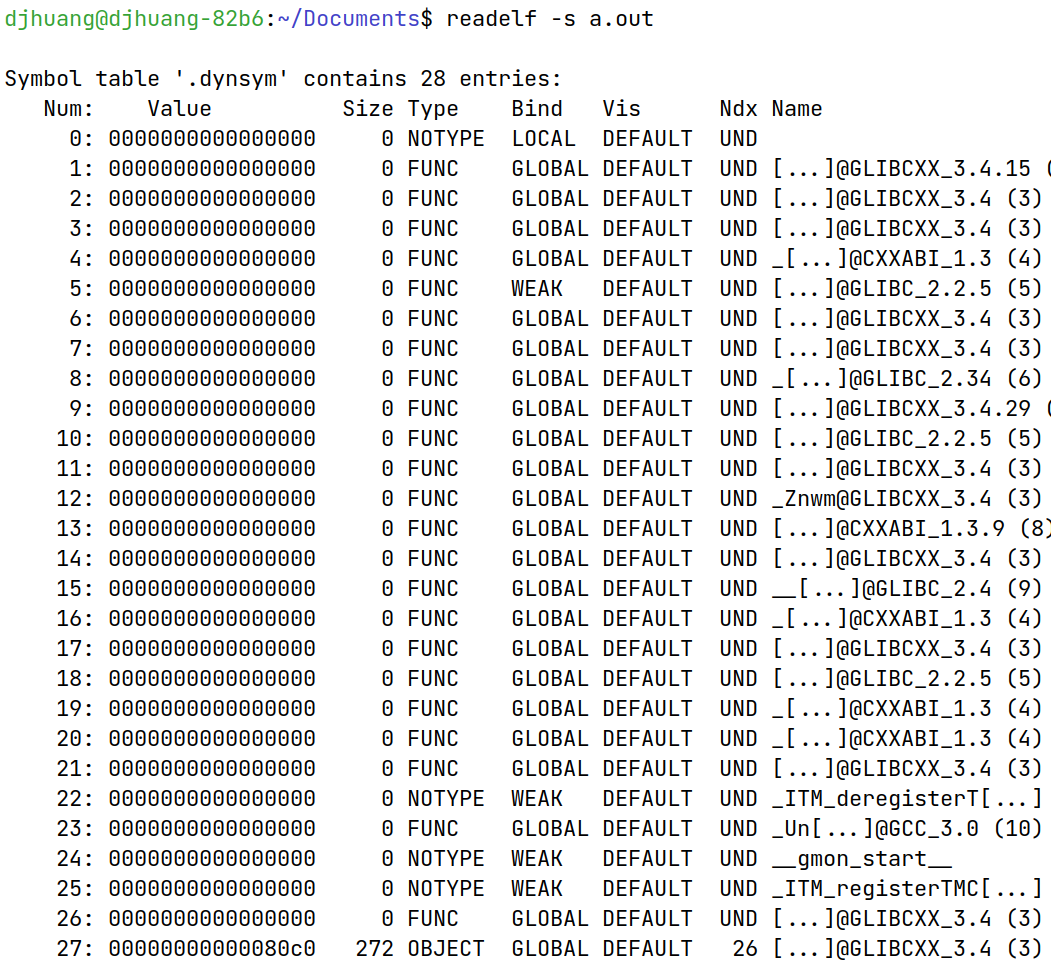 djhuang@djhuang-82b6:~/Documents$ readelf -s a.out
Symbol table '.dynsym' contains 28 entries:
   Num:    Value          Size Type    Bind   Vis      Ndx Name
     0: 0000000000000000     0 NOTYPE  LOCAL  DEFAULT  UND
     1: 0000000000000000     0 FUNC    GLOBAL DEFAULT  UND [...]@GLIBCXX_3.4.15 (
     2: 0000000000000000     0 FUNC    GLOBAL DEFAULT  UND [...]@GLIBCXX_3.4 (3)
     3: 0000000000000000     0 FUNC    GLOBAL DEFAULT  UND [...]@GLIBCXX_3.4 (3)
     4: 0000000000000000     0 FUNC    GLOBAL DEFAULT  UND _[...]@CXXABI_1.3 (4)
     5: 0000000000000000     0 FUNC    WEAK   DEFAULT  UND [...]@GLIBC_2.2.5 (5)
     6: 0000000000000000     0 FUNC    GLOBAL DEFAULT  UND [...]@GLIBCXX_3.4 (3)
     7: 0000000000000000     0 FUNC    GLOBAL DEFAULT  UND [...]@GLIBCXX_3.4 (3)
     8: 0000000000000000     0 FUNC    GLOBAL DEFAULT  UND _[...]@GLIBC_2.34 (6)
     9: 0000000000000000     0 FUNC    GLOBAL DEFAULT  UND [...]@GLIBCXX_3.4.29 (
    10: 0000000000000000     0 FUNC    GLOBAL DEFAULT  UND [...]@GLIBC_2.2.5 (5)
    11: 0000000000000000     0 FUNC    GLOBAL DEFAULT  UND [...]@GLIBCXX_3.4 (3)
    12: 0000000000000000     0 FUNC    GLOBAL DEFAULT  UND _Znwm@GLIBCXX_3.4 (3)
    13: 0000000000000000     0 FUNC    GLOBAL DEFAULT  UND [...]@CXXABI_1.3.9 (8)
    14: 0000000000000000     0 FUNC    GLOBAL DEFAULT  UND [...]@GLIBCXX_3.4 (3)
    15: 0000000000000000     0 FUNC    GLOBAL DEFAULT  UND __[...]@GLIBC_2.4 (9)
    16: 0000000000000000     0 FUNC    GLOBAL DEFAULT  UND _[...]@CXXABI_1.3 (4)
    17: 0000000000000000     0 FUNC    GLOBAL DEFAULT  UND [...]@GLIBCXX_3.4 (3)
    18: 0000000000000000     0 FUNC    GLOBAL DEFAULT  UND [...]@GLIBC_2.2.5 (5)
    19: 0000000000000000     0 FUNC    GLOBAL DEFAULT  UND _[...]@CXXABI_1.3 (4)
    20: 0000000000000000     0 FUNC    GLOBAL DEFAULT  UND _[...]@CXXABI_1.3 (4)
    21: 0000000000000000     0 FUNC    GLOBAL DEFAULT  UND [...]@GLIBCXX_3.4 (3)
    22: 0000000000000000     0 NOTYPE  WEAK   DEFAULT  UND _ITM_deregisterT[...]
    23: 0000000000000000     0 FUNC    GLOBAL DEFAULT  UND _Un[...]@GCC_3.0 (10)
    24: 0000000000000000     0 NOTYPE  WEAK   DEFAULT  UND __gmon_start__
    25: 0000000000000000     0 NOTYPE  WEAK   DEFAULT  UND _ITM_registerTMC[...]
    26: 0000000000000000     0 FUNC    GLOBAL DEFAULT  UND [...]@GLIBCXX_3.4 (3)
    27: 00000000000080c0   272 OBJECT  GLOBAL DEFAULT   26 [...]@GLIBCXX_3.4 (3)